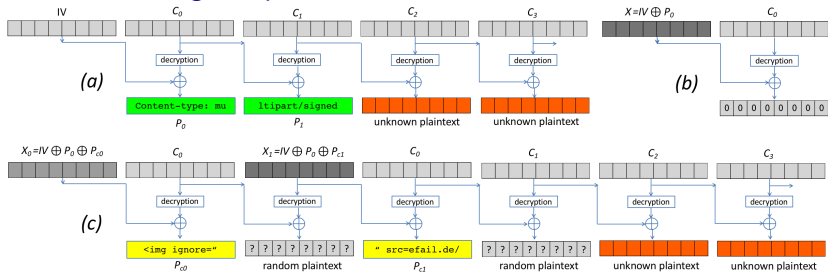 IV C₀ C₁ C₂ C₃ X=IV ⊕ P₀ C₀
decryption decryption decryption decryption decryption
(a) (b)
Content-type: mu ltipart/signed 0 0 0 0 0 0 0 0
P₀ P₁ unknown plaintext unknown plaintext
X₀=IV ⊕ P₀ ⊕ Pc₀ C₀ X₁=IV ⊕ P₀ ⊕ Pc₁ C₀ C₁ C₂ C₃
decryption decryption decryption decryption decryption decryption
(c)
<img ignore=“ ? ? ? ? ? ? ? ? “ src=efail.de/ ? ? ? ? ? ? ? ?
Pc₀ random plaintext Pc₁ random plaintext unknown plaintext unknown plaintext